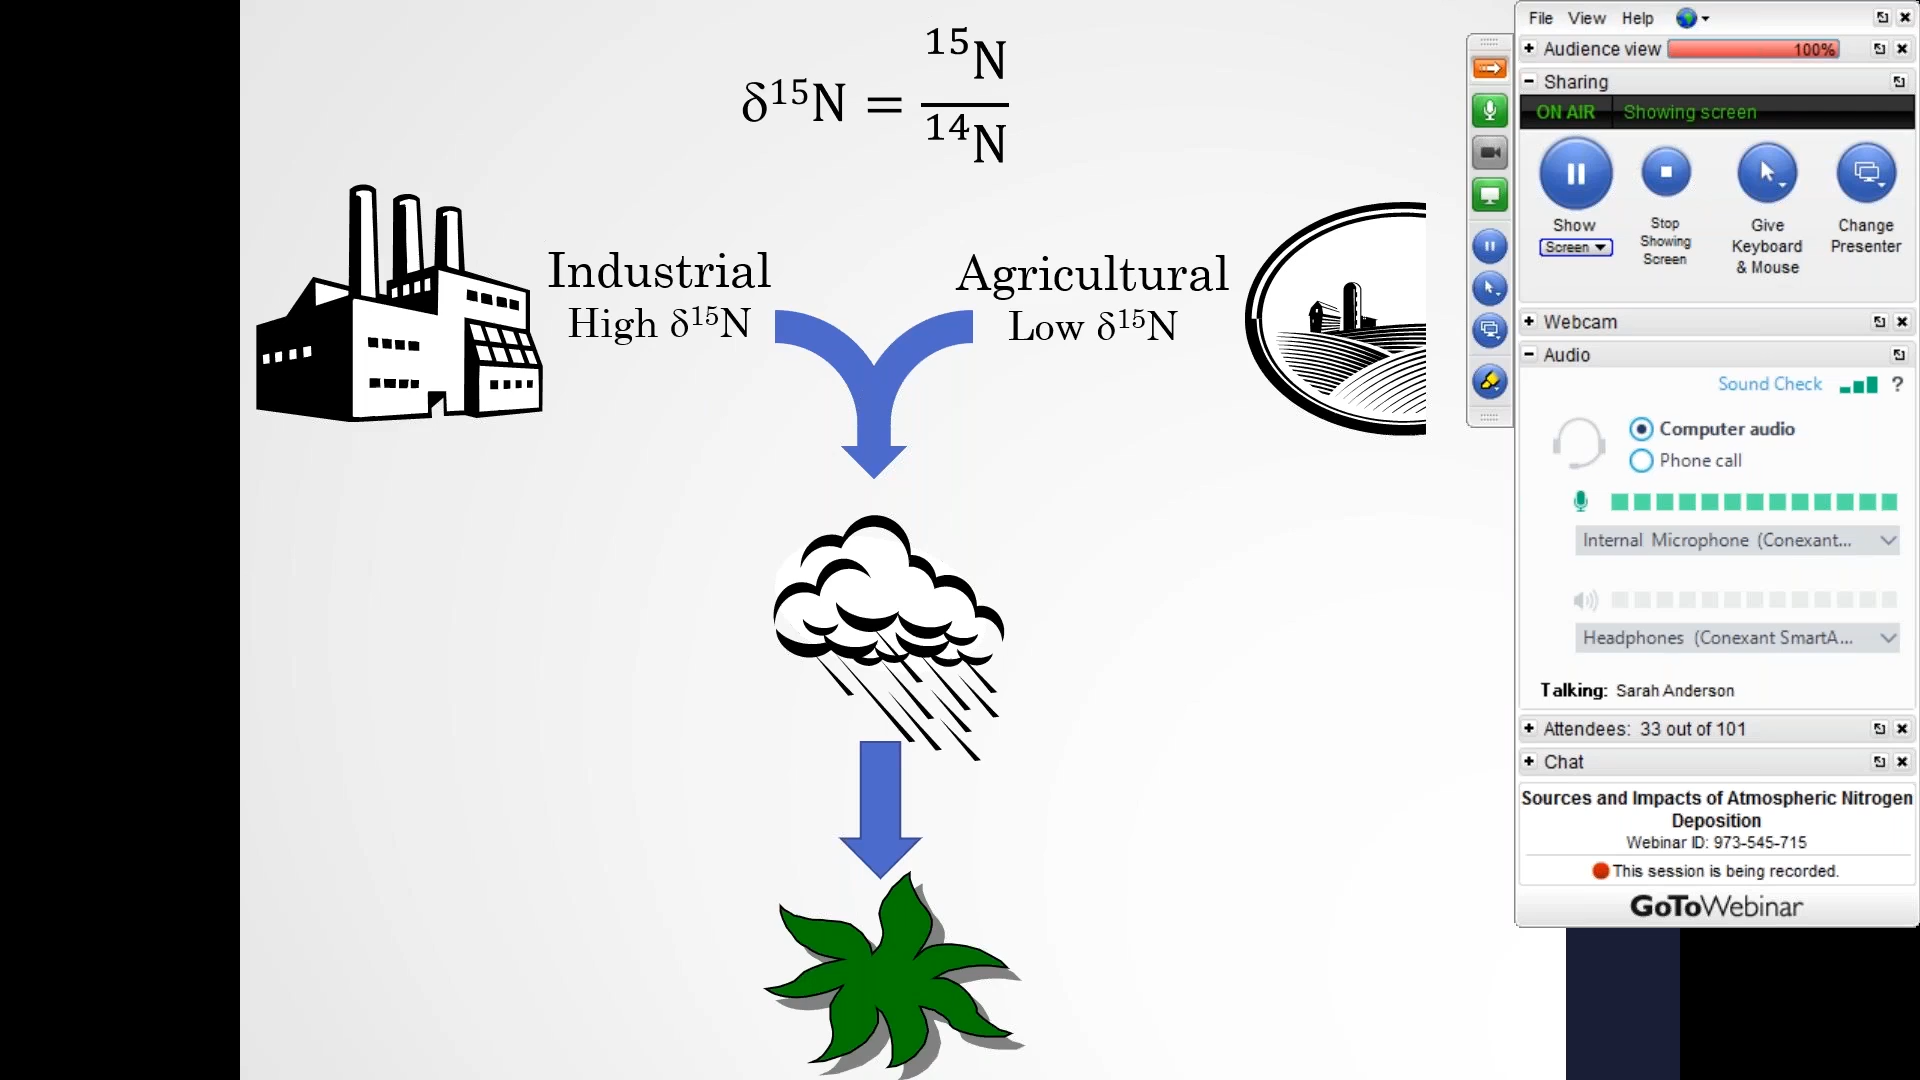 δ¹⁵N = ¹⁵N / ¹⁴N
Industrial
High δ¹⁵N
Agricultural
Low δ¹⁵N
File View Help
Audience view 100%
Sharing
ON AIR Showing screen
Show
Screen
Stop
Showing
Screen
Give
Keyboard
& Mouse
Change
Presenter
Webcam
Audio
Sound Check ?
Computer audio
Phone call
Internal Microphone (Conexant...
Headphones (Conexant SmartA...
Talking: Sarah Anderson
Attendees: 33 out of 101
Chat
Sources and Impacts of Atmospheric Nitrogen
Deposition
Webinar ID: 973-545-715
This session is being recorded.
GoToWebinar